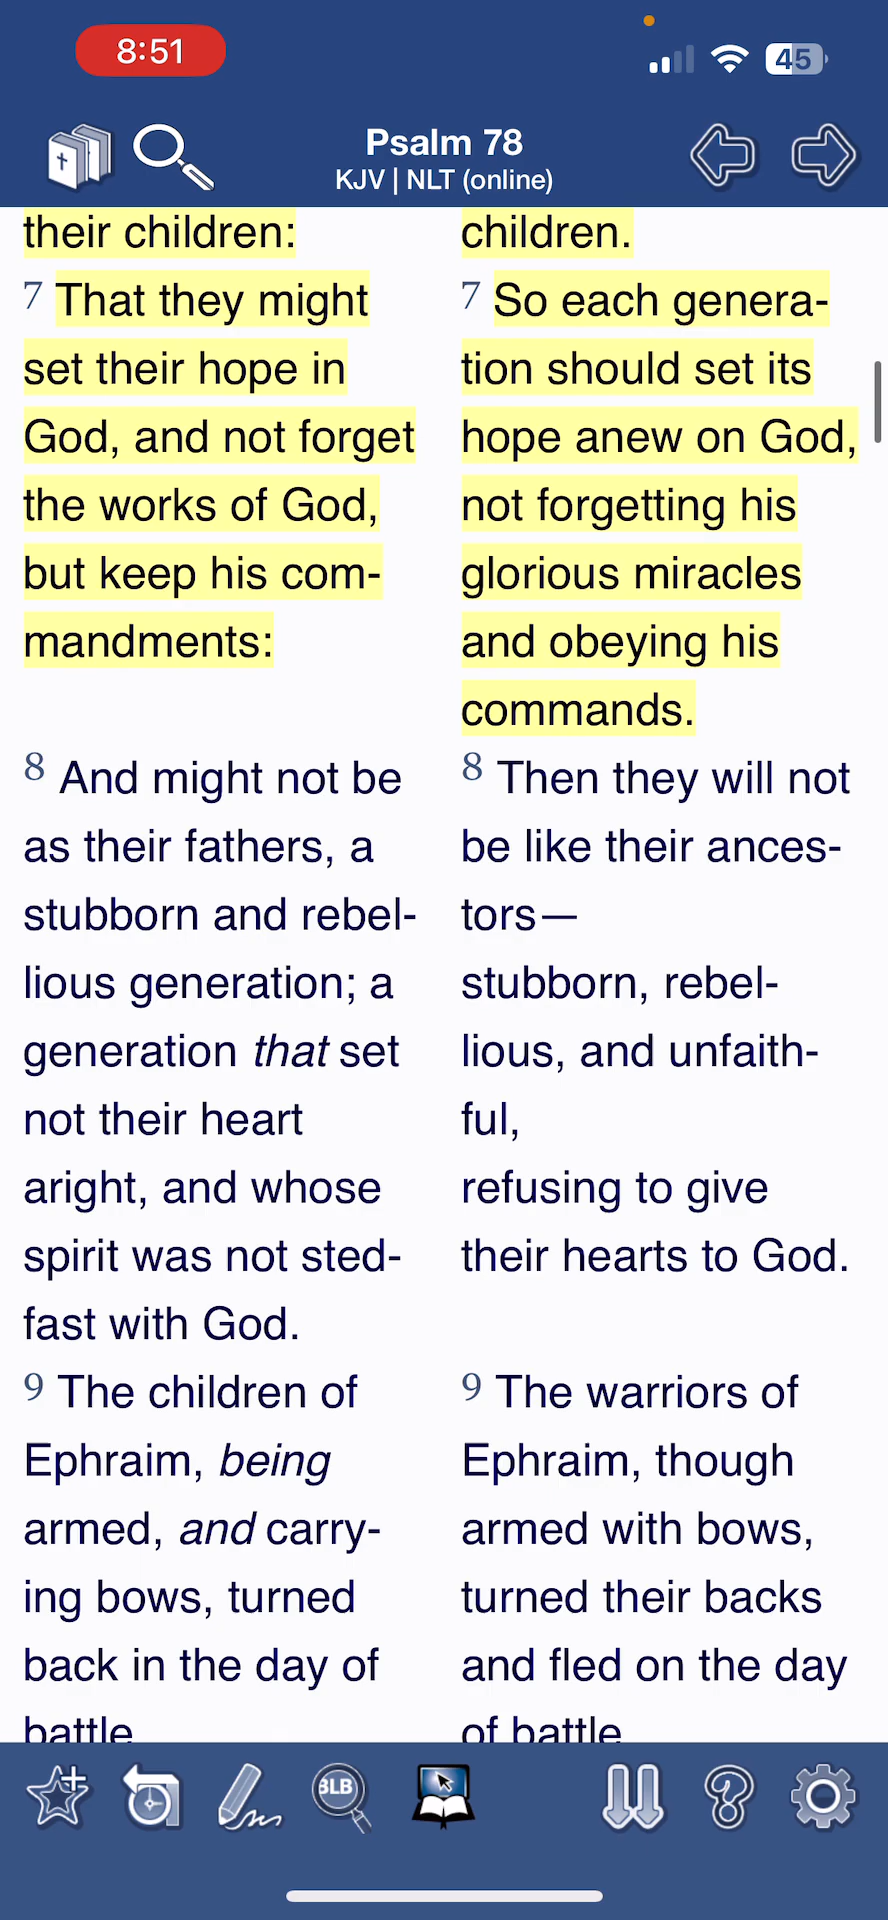 8:51
45
Psalm 78
KJV | NLT (online)
their children:
7 That they might
set their hope in
God, and not forget
the works of God,
but keep his com-
mandments:
8 And might not be
as their fathers, a
stubborn and rebel-
lious generation; a
generation that set
not their heart
aright, and whose
spirit was not sted-
fast with God.
9 The children of
Ephraim, being
armed, and carry-
ing bows, turned
back in the day of
battle
children.
7 So each genera-
tion should set its
hope anew on God,
not forgetting his
glorious miracles
and obeying his
commands.
8 Then they will not
be like their ances-
tors—
stubborn, rebel-
lious, and unfaith-
ful,
refusing to give
their hearts to God.
9 The warriors of
Ephraim, though
armed with bows,
turned their backs
and fled on the day
of battle
BLB